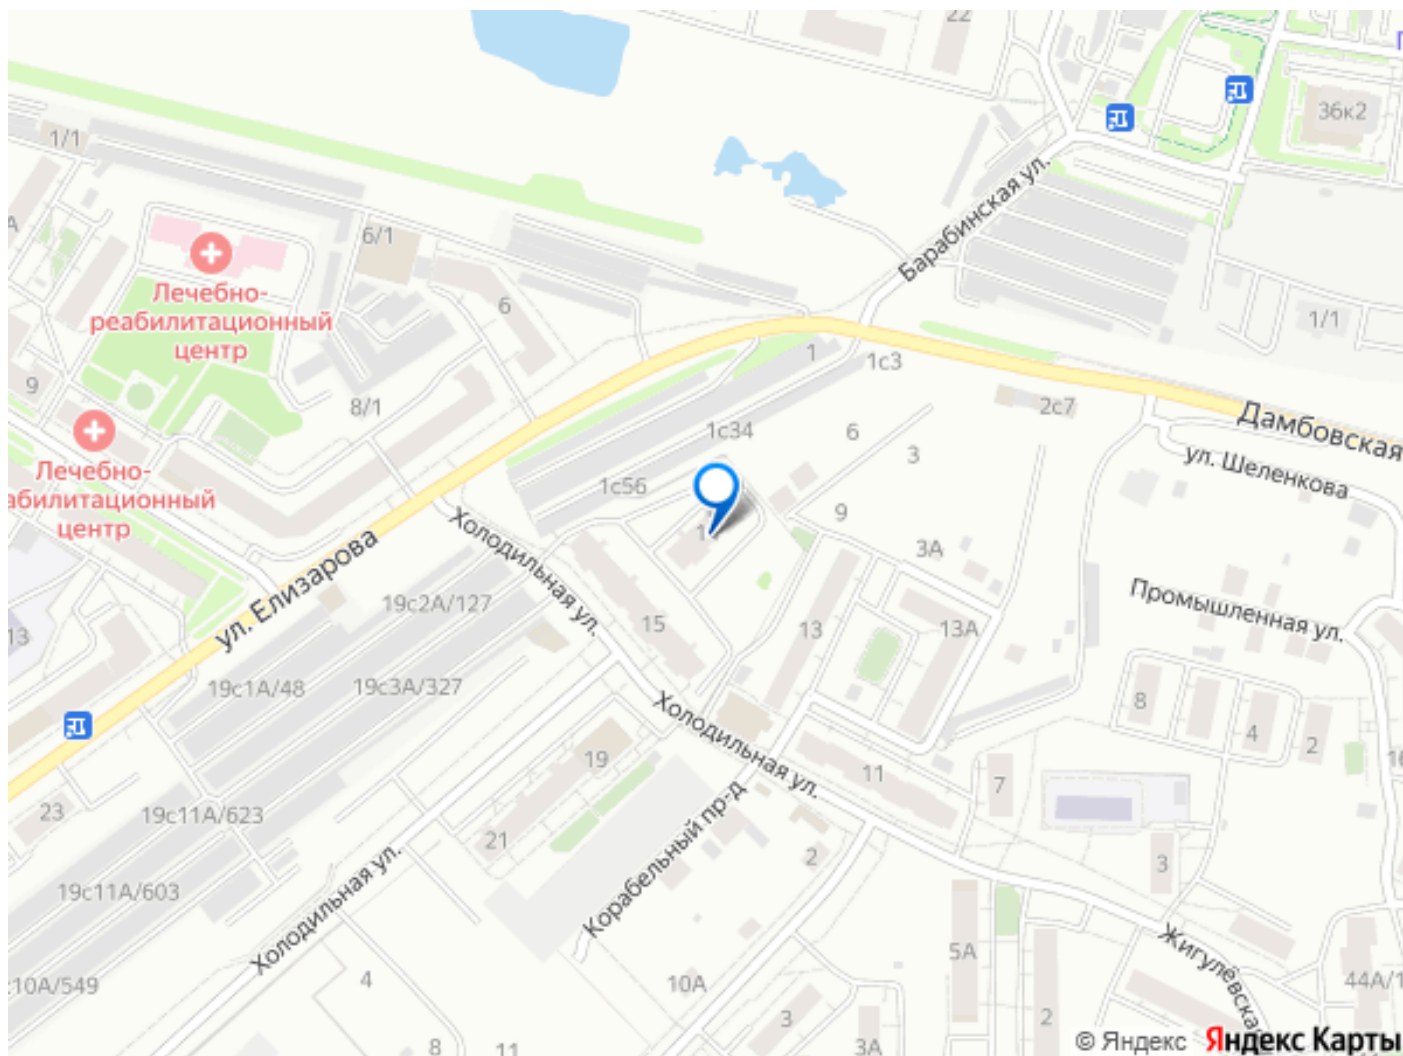 22
36к2
1/1
Барабинская ул.
6/1
Лечебно-
реабилитационный
центр
6
1/1
9
8/1
1
1с3
2с7
Дамбовская
1с34
6
3
ул. Шеленкова
Лечебно-
абилитационный
центр
1с56
9
3А
Холодильная ул.
ул. Елизарова
19с2А/127
Промышленная ул.
13
15
13
13А
19с1А/48
19с3А/327
8
4
2
Холодильная ул.
19
11
7
23
19с11А/623
21
Корабельный пр-д
2
3
19с11А/603
Холодильная ул.
5А
Жигулёвская
10А/549
4
10А
44А/1
3
2
8
11
3А
© Яндекс
Яндекс Карты